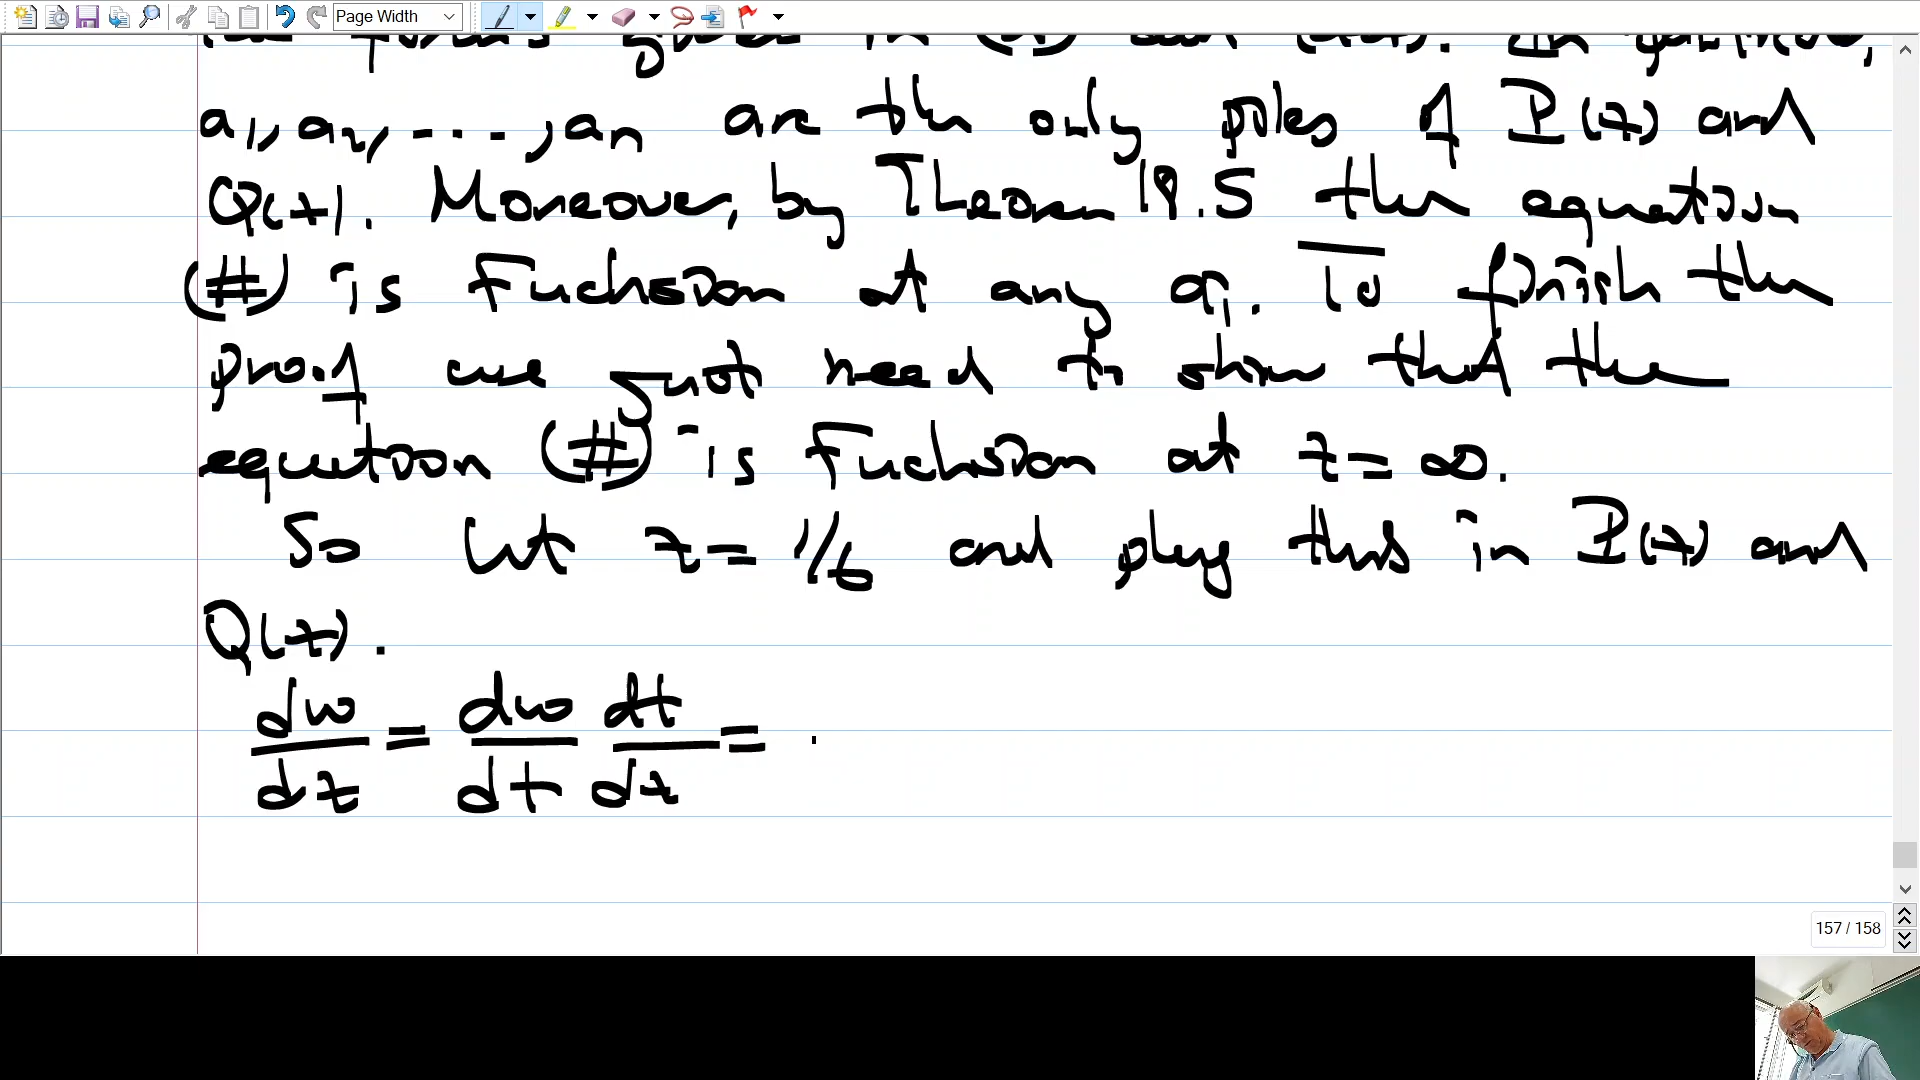 Page Width
a₁, a₂, ..., aₙ are the only poles of P(z) and
Q(z). Moreover, by Theorem 19.5 the equation
(#) is Fuchsian at any aᵢ. To finish the
proof we just need to show that the
equation (#) is Fuchsian at z = ∞.
So let z = 1/t and plug this in P(z) and
Q(z).
dw/dz = dw/dt dt/dz =
157 / 158